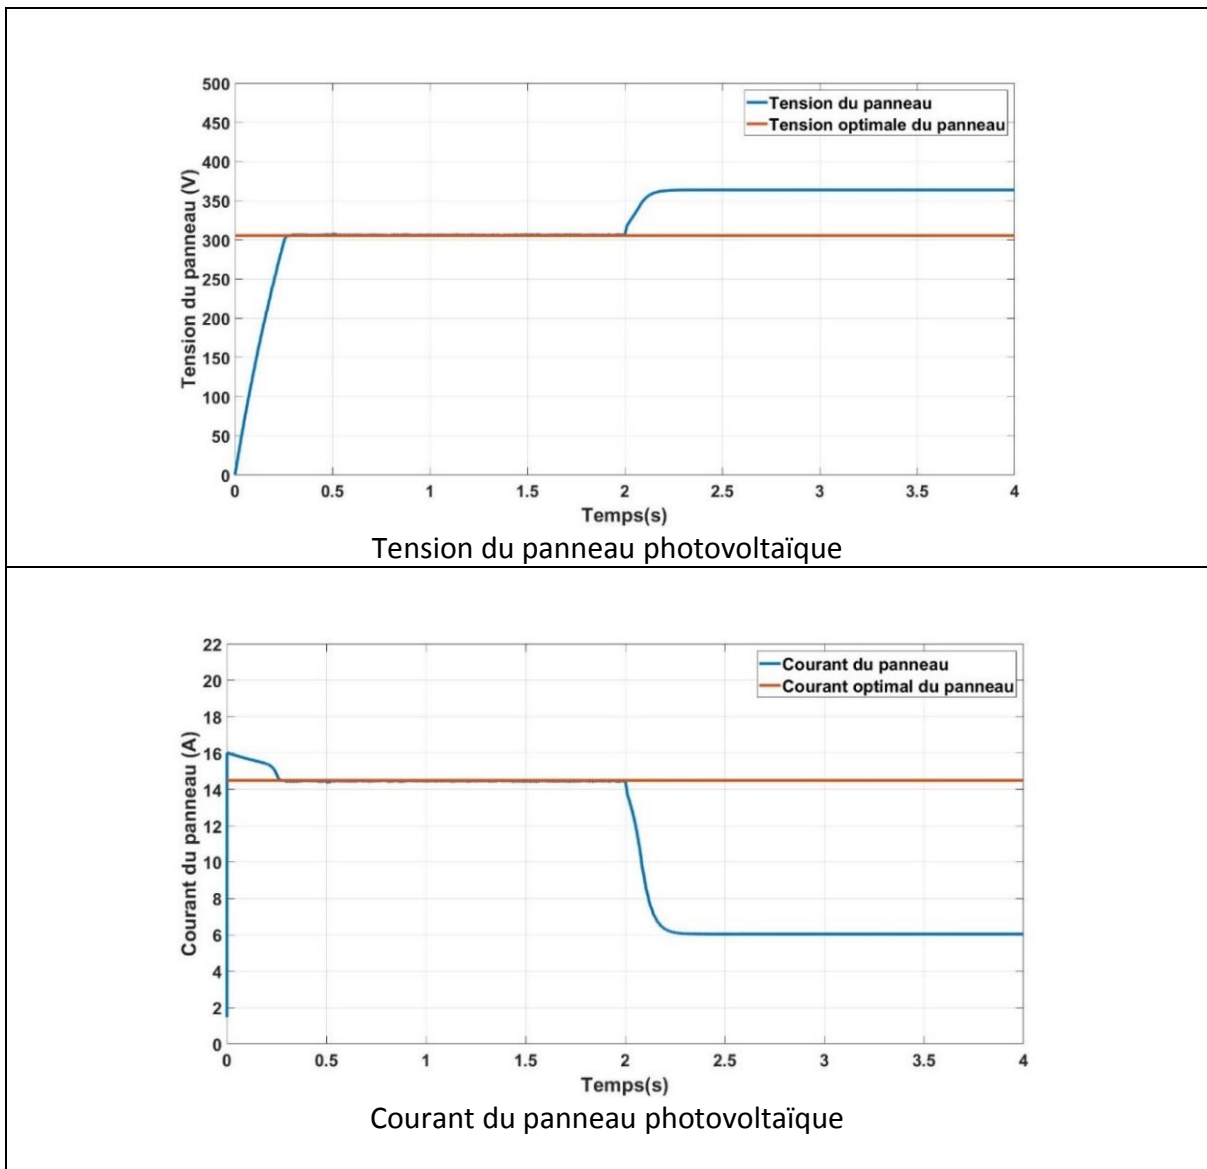 500
450
400
350
300
250
200
150
100
50
0
Tension du panneau (V)
Tension du panneau
Tension optimale du panneau
0 0.5 1 1.5 2 2.5 3 3.5 4
Temps(s)
Tension du panneau photovoltaïque
22
20
18
16
14
12
10
8
6
4
2
0
Courant du panneau (A)
Courant du panneau
Courant optimal du panneau
0 0.5 1 1.5 2 2.5 3 3.5 4
Temps(s)
Courant du panneau photovoltaïque